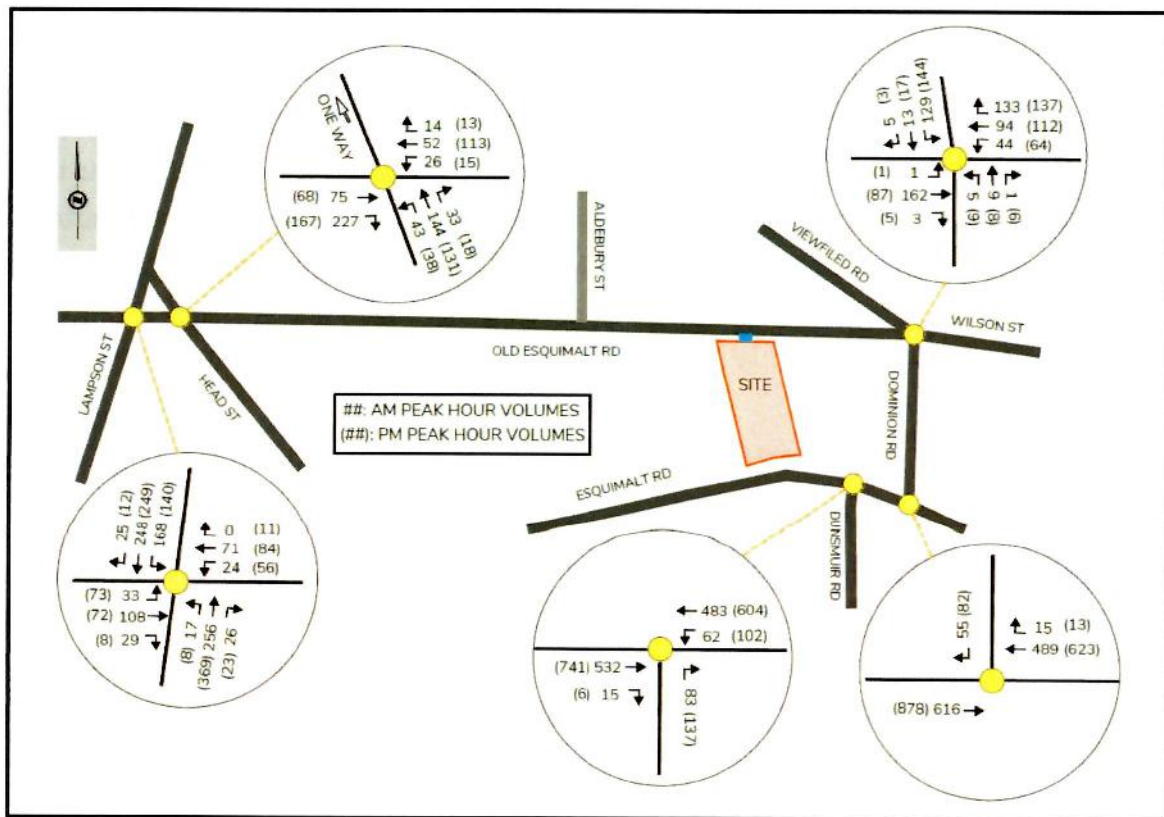 ONE WAY
14 (13)
52 (113)
26 (15)
(68) 75
(167) 227
43 (38)
144 (131)
33 (18)
5 (3)
13 (17)
129 (144)
133 (137)
94 (112)
44 (64)
(1) 1
(87) 162
(5) 3
5 (9)
9 (8)
1 (6)
N
ALDEBURY ST
VIEWFILED RD
WILSON ST
OLD ESQUIMALT RD
LAMPSON ST
HEAD ST
SITE
DOMINION RD
##: AM PEAK HOUR VOLUMES
(##): PM PEAK HOUR VOLUMES
ESQUIMALT RD
DUNSMUIR RD
25 (12)
248 (249)
168 (140)
0 (11)
71 (84)
24 (56)
(73) 33
(72) 108
(8) 29
(8) 17
(369) 256
(23) 26
483 (604)
62 (102)
(741) 532
(6) 15
83 (137)
55 (82)
15 (13)
489 (623)
(878) 616